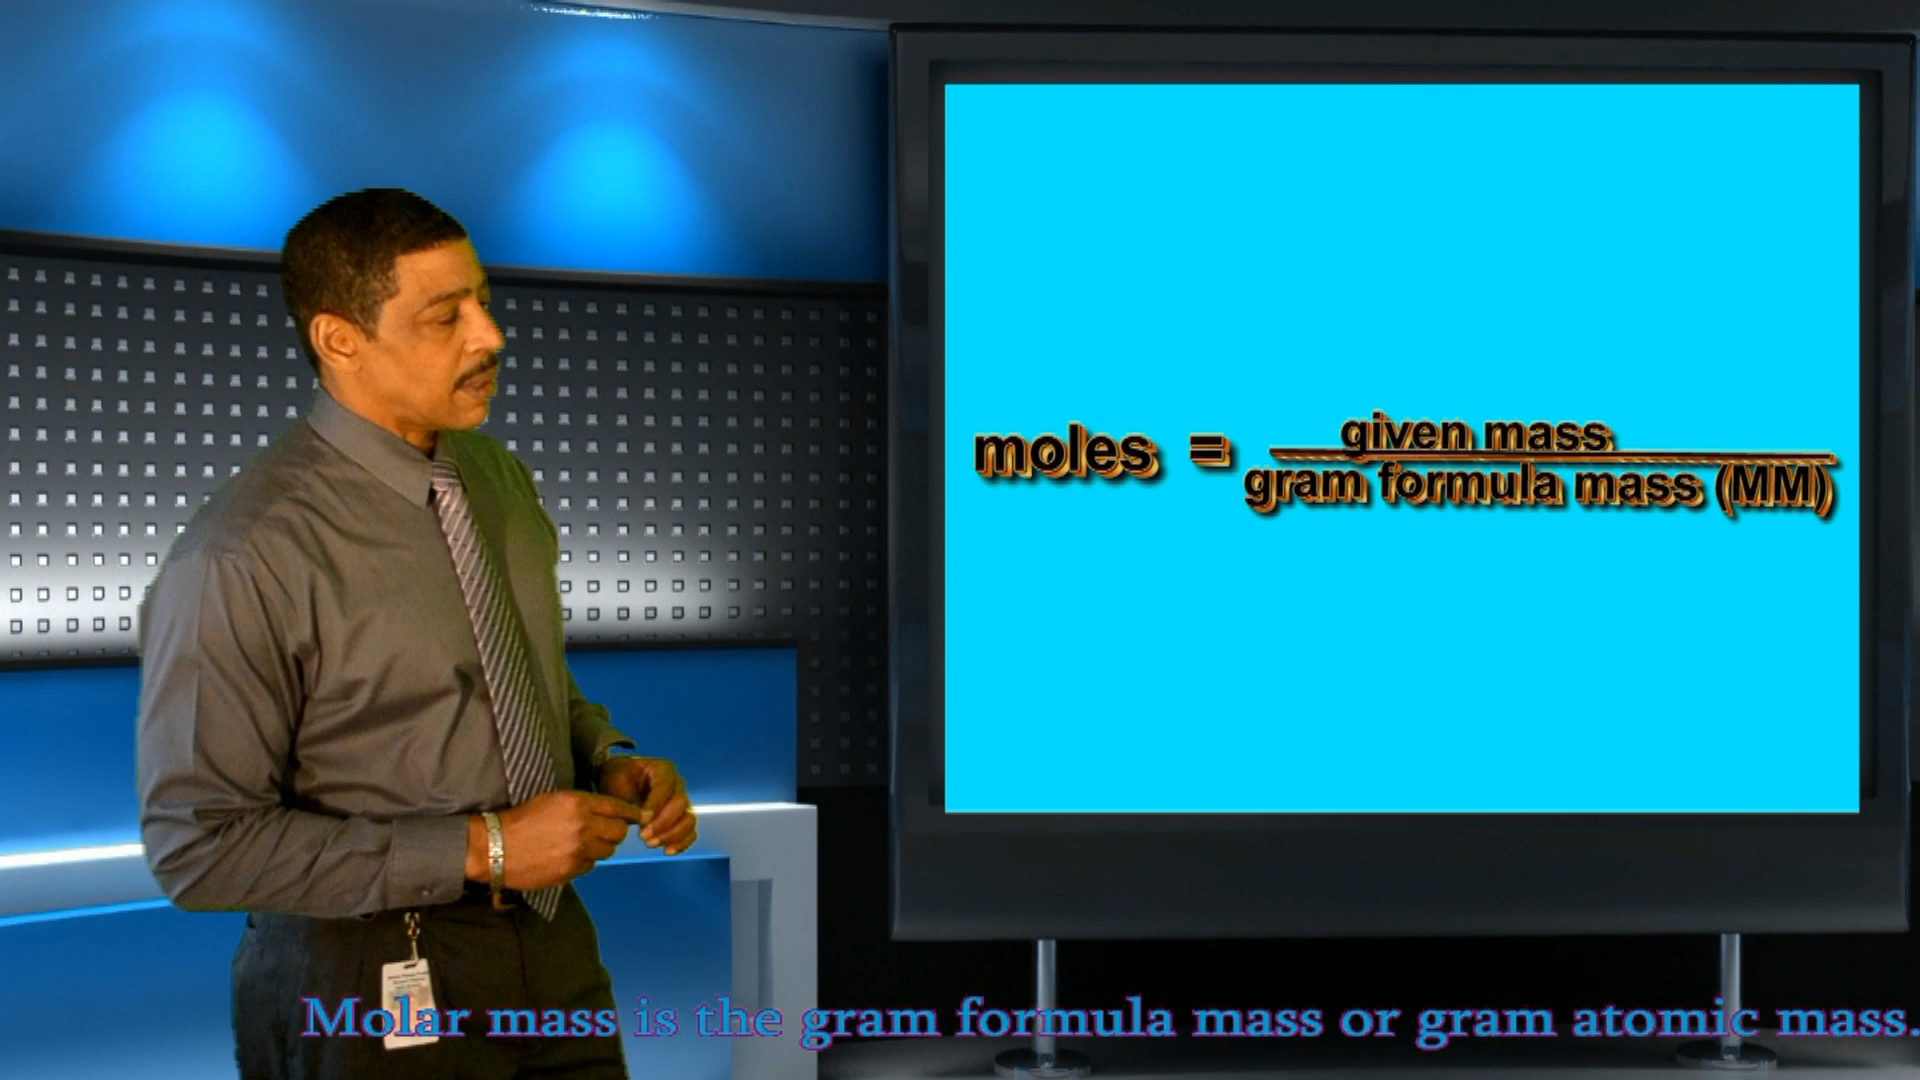 moles = given mass
gram formula mass (MM)
Molar mass is the gram formula mass or gram atomic mass.